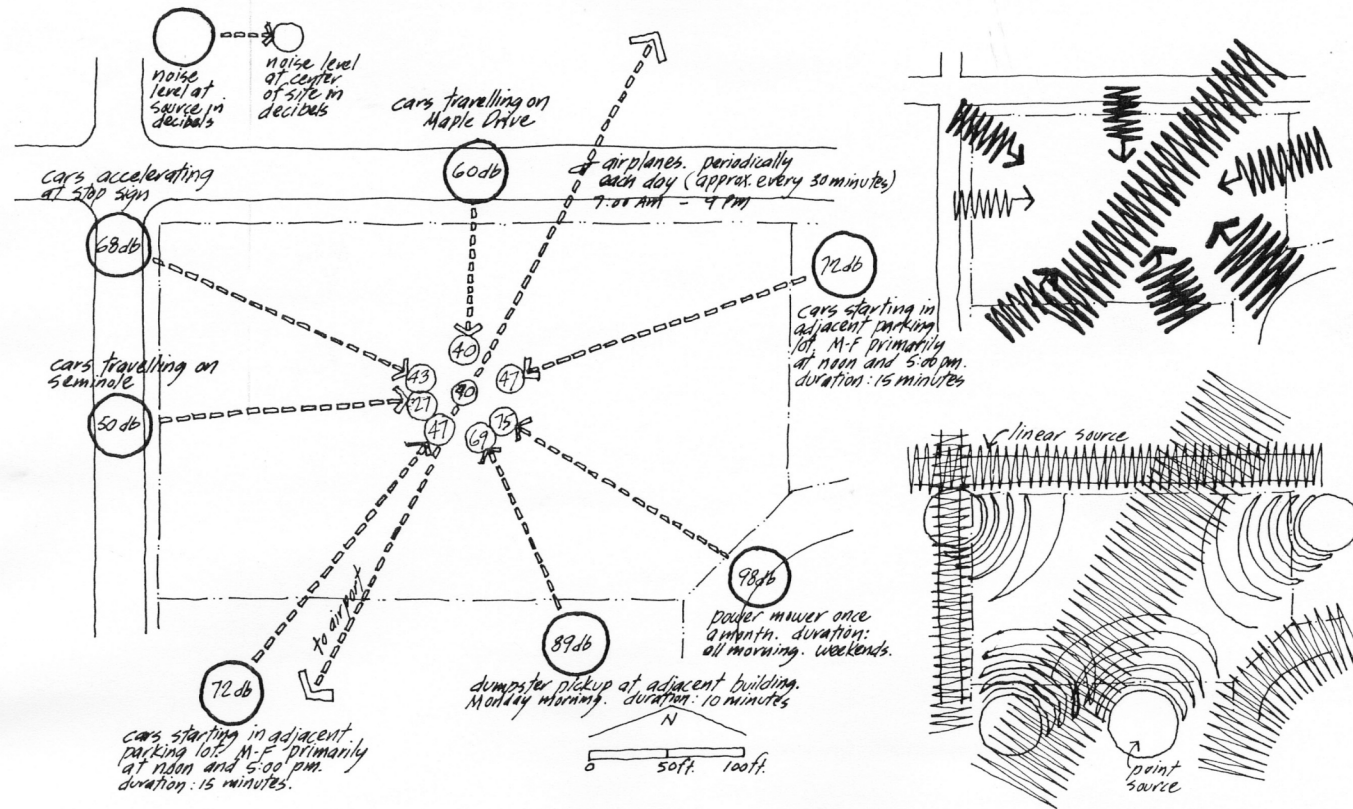 noise
level at
source in
decibels
noise level
at center
of site in
decibels
cars travelling on
Maple Drive
60db
airplanes. periodically
each day (approx. every 30 minutes)
7:00 AM - 9 PM
cars accelerating
at stop sign
68db
72db
cars starting in
adjacent parking
lot. M-F primarily
at noon and 5:00 pm.
duration: 15 minutes
40
43
47
90
27
cars travelling on
seminole
50db
47
69
75
to airport
98db
power mower once
a month. duration:
all morning. weekends.
89db
dumpster pickup at adjacent building.
Monday morning. duration: 10 minutes
72db
cars starting in adjacent
parking lot. M-F primarily
at noon and 5:00 pm.
duration: 15 minutes.
N
0
50ft.
100ft.
linear source
point
source